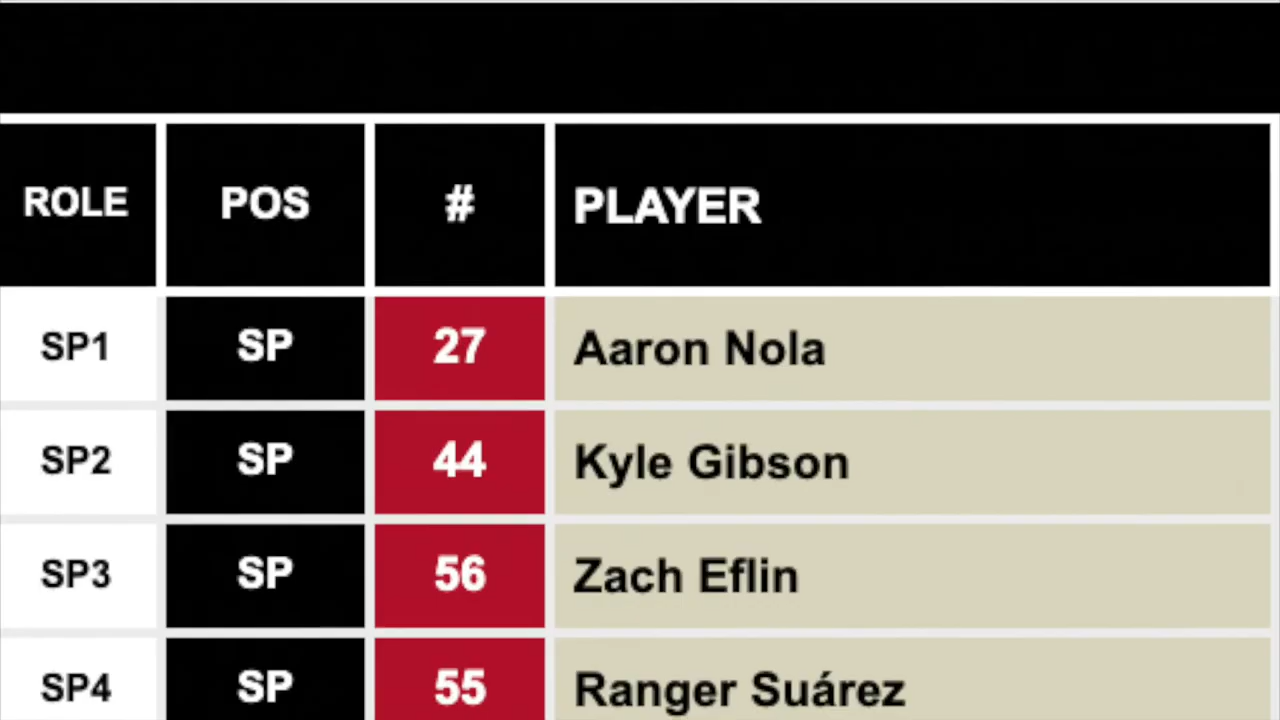 ROLE POS # PLAYER
SP1 SP 27 Aaron Nola
SP2 SP 44 Kyle Gibson
SP3 SP 56 Zach Eflin
SP4 SP 55 Ranger Suárez